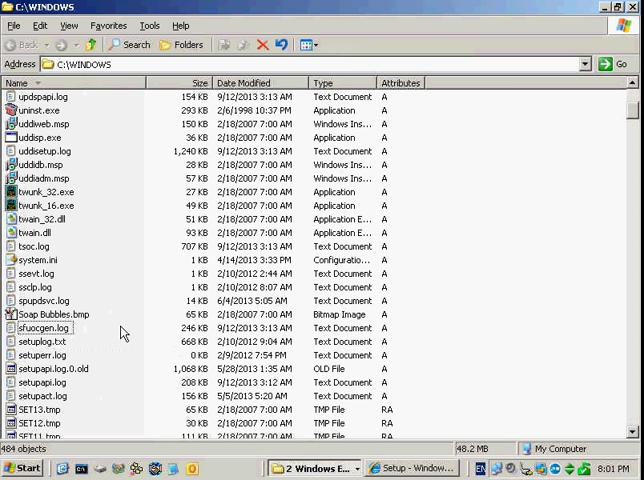 C:\WINDOWS
File Edit View Favorites Tools Help
Back Search Folders
Address C:\WINDOWS Go
Name Size Date Modified Type Attributes
updspapi.log 154 KB 9/12/2013 3:13 AM Text Document A
uninst.exe 293 KB 2/6/1998 10:37 PM Application A
uddiweb.msp 150 KB 2/18/2007 7:00 AM Windows Ins... A
uddisp.exe 36 KB 2/18/2007 7:00 AM Application A
uddisetup.log 1,240 KB 9/12/2013 3:13 AM Text Document A
uddidb.msp 28 KB 2/18/2007 7:00 AM Windows Ins... A
uddiadm.msp 57 KB 2/18/2007 7:00 AM Windows Ins... A
twunk_32.exe 27 KB 2/18/2007 7:00 AM Application A
twunk_16.exe 49 KB 2/18/2007 7:00 AM Application A
twain_32.dll 51 KB 2/18/2007 7:00 AM Application E... A
twain.dll 93 KB 2/18/2007 7:00 AM Application E... A
tsoc.log 707 KB 9/12/2013 3:13 AM Text Document A
system.ini 1 KB 4/14/2013 3:33 PM Configuratio... A
ssevt.log 1 KB 2/10/2012 2:44 AM Text Document A
ssclp.log 1 KB 2/10/2012 8:07 AM Text Document A
spupdsvc.log 14 KB 6/4/2013 5:05 AM Text Document A
Soap Bubbles.bmp 65 KB 2/18/2007 7:00 AM Bitmap Image A
sfuocgen.log 246 KB 9/12/2013 3:13 AM Text Document A
setuplog.txt 668 KB 2/10/2012 9:04 AM Text Document A
setuperr.log 0 KB 2/9/2012 7:54 PM Text Document A
setupapi.log.0.old 1,068 KB 5/28/2013 1:35 AM OLD File A
setupapi.log 208 KB 9/12/2013 3:12 AM Text Document A
setupact.log 156 KB 5/5/2013 5:20 AM Text Document A
SET13.tmp 65 KB 2/18/2007 7:00 AM TMP File RA
SET12.tmp 30 KB 2/18/2007 7:00 AM TMP File RA
SET11.tmp 111 KB 2/18/2007 7:00 AM TMP File RA
484 objects 48.2 MB My Computer
Start 2 Windows E... Setup - Window... EN 8:01 PM